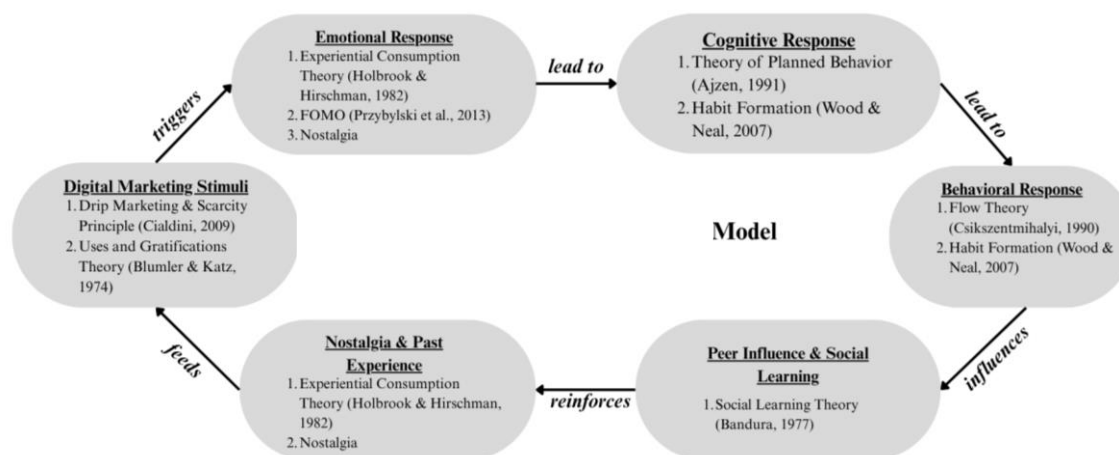 Emotional Response
1. Experiential Consumption
Theory (Holbrook &
Hirschman, 1982)
2. FOMO (Przybylski et al., 2013)
3. Nostalgia
lead to
Cognitive Response
1. Theory of Planned Behavior
(Ajzen, 1991)
2. Habit Formation (Wood &
Neal, 2007)
lead to
Behavioral Response
1. Flow Theory
(Csikszentmihalyi, 1990)
2. Habit Formation (Wood &
Neal, 2007)
influences
Peer Influence & Social
Learning
1. Social Learning Theory
(Bandura, 1977)
reinforces
Nostalgia & Past
Experience
1. Experiential Consumption
Theory (Holbrook & Hirschman,
1982)
2. Nostalgia
feeds
Digital Marketing Stimuli
1. Drip Marketing & Scarcity
Principle (Cialdini, 2009)
2. Uses and Gratifications
Theory (Blumler & Katz,
1974)
triggers
Model